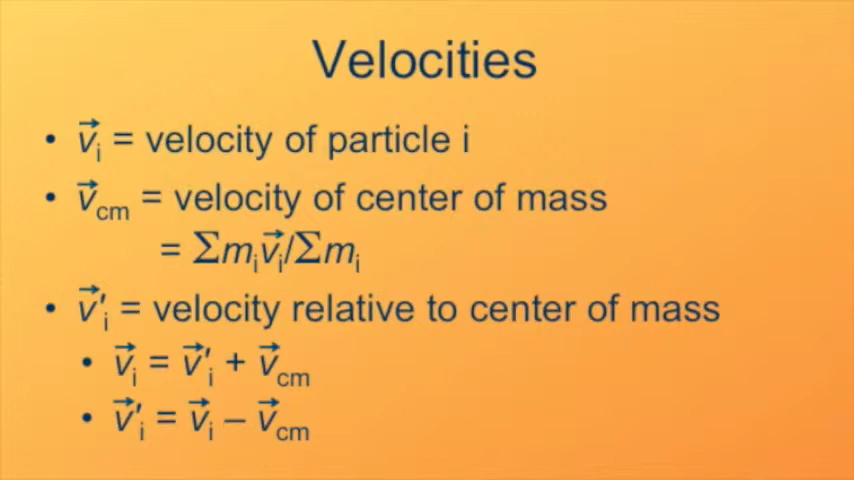 Velocities
• v⃗ᵢ = velocity of particle i
• v⃗cm = velocity of center of mass
= Σmᵢv⃗ᵢ/Σmᵢ
• v⃗′ᵢ = velocity relative to center of mass
• v⃗ᵢ = v⃗′ᵢ + v⃗cm
• v⃗′ᵢ = v⃗ᵢ – v⃗cm